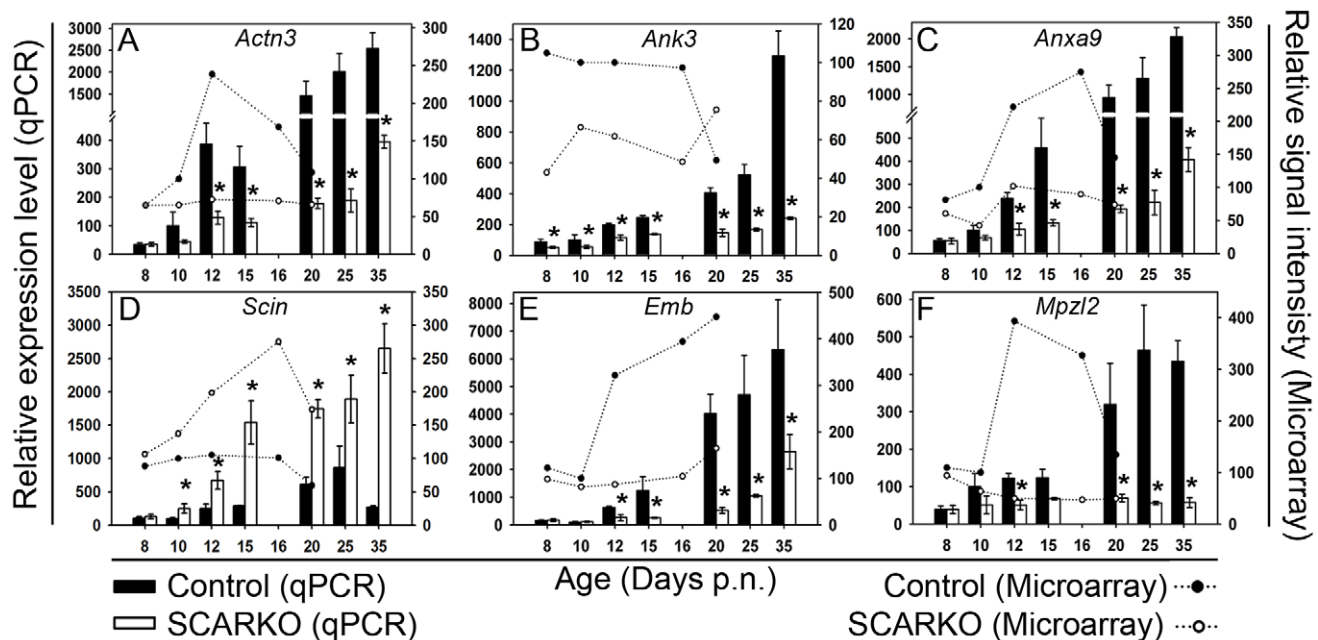 Relative expression level (qPCR)
A
Actn3
3000
2500
2000
1500
400
300
200
100
0
300
250
200
150
100
50
0
8 10 12 15 16 20 25 35
* * * * *
B
Ank3
1400
1200
1000
800
600
400
200
0
120
100
80
60
40
20
0
8 10 12 15 16 20 25 35
* * * * * * *
C
Anxa9
2000
1500
1000
500
400
300
200
100
0
350
300
250
200
150
100
50
0
8 10 12 15 16 20 25 35
* * * * *
Relative signal intensisty (Microarray)
D
Scin
3500
3000
2500
2000
1500
1000
500
0
350
300
250
200
150
100
50
0
8 10 12 15 16 20 25 35
* * * * * *
E
Emb
8000
7000
6000
5000
4000
3000
2000
1000
0
500
400
300
200
100
0
8 10 12 15 16 20 25 35
* * * * *
F
Mpzl2
600
500
400
300
200
100
0
400
300
200
100
0
8 10 12 15 16 20 25 35
* * * *
Age (Days p.n.)
Control (qPCR)
SCARKO (qPCR)
Control (Microarray)
SCARKO (Microarray)